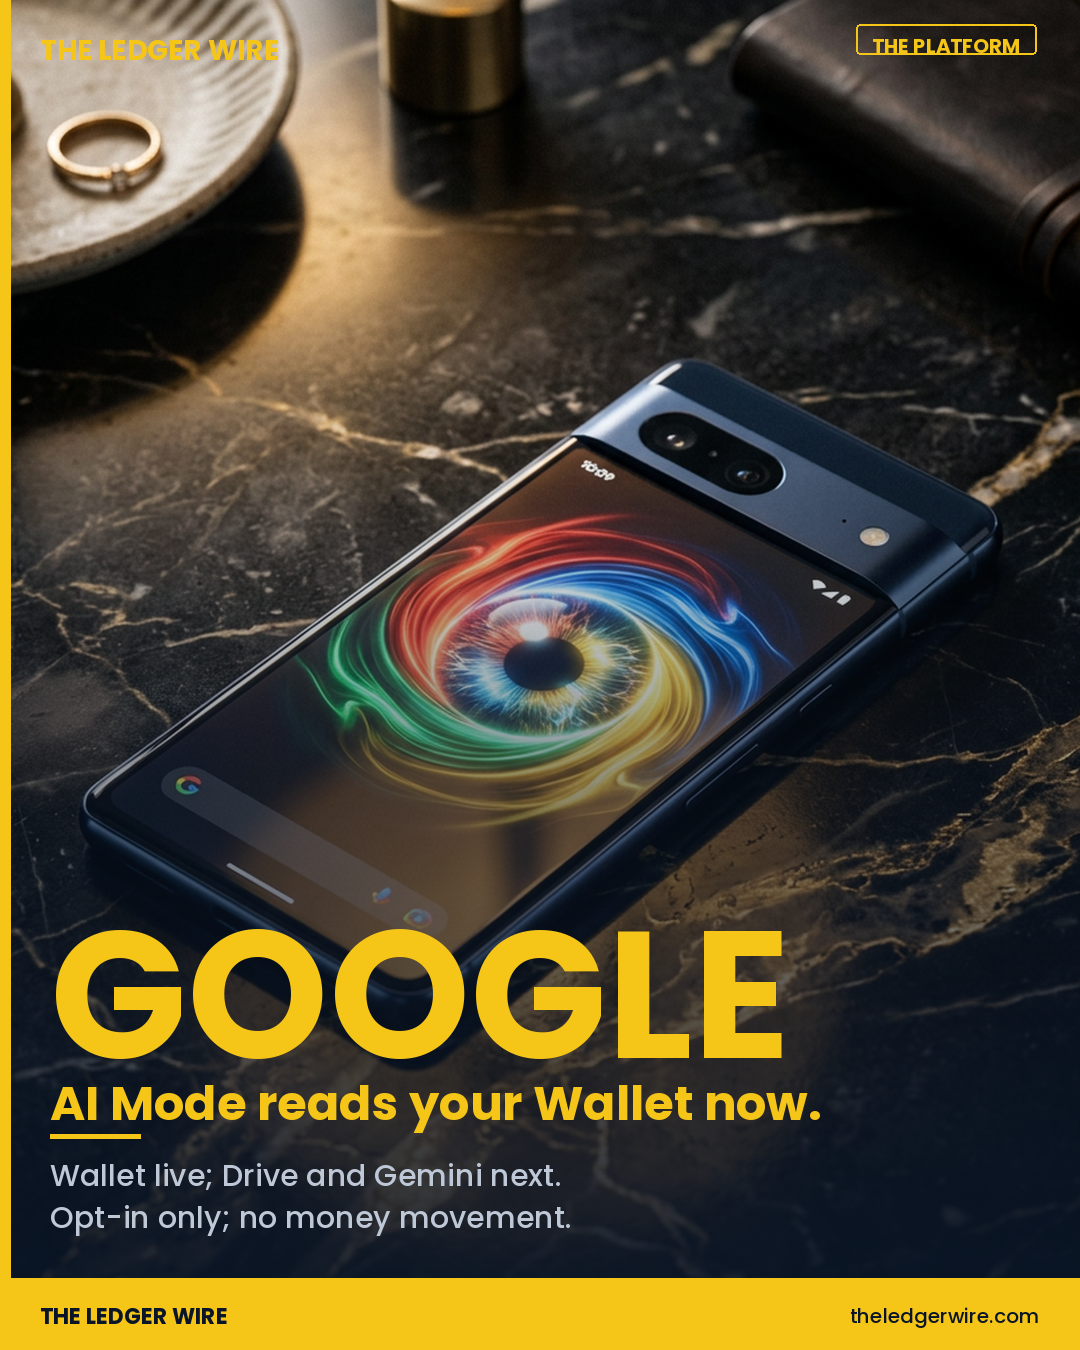 THE LEDGER WIRE
THE PLATFORM
GOOGLE
AI Mode reads your Wallet now.
Wallet live; Drive and Gemini next.
Opt-in only; no money movement.
THE LEDGER WIRE
theledgerwire.com